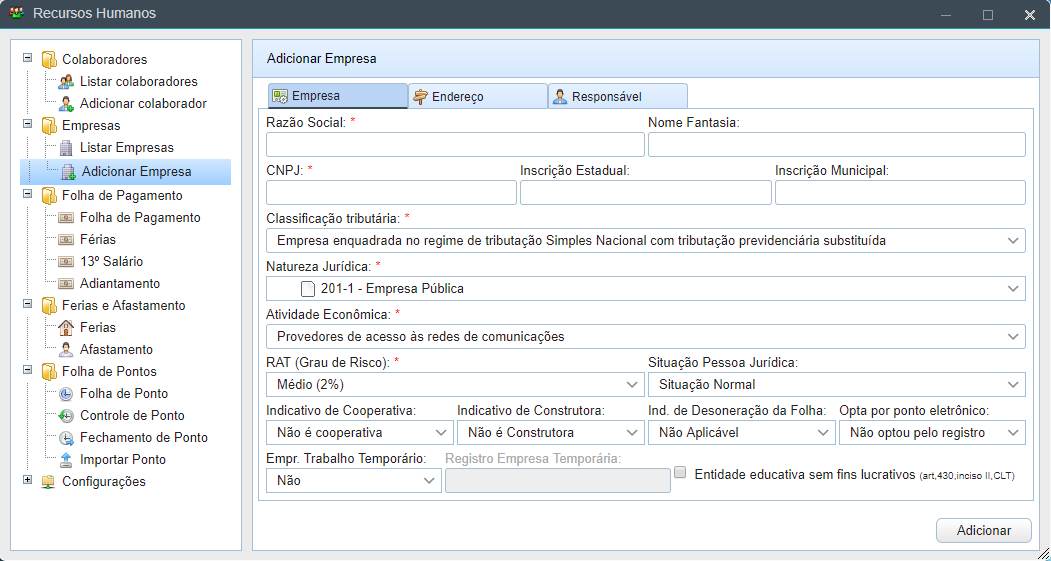 Recursos Humanos
Colaboradores
Listar colaboradores
Adicionar colaborador
Empresas
Listar Empresas
Adicionar Empresa
Folha de Pagamento
Folha de Pagamento
Férias
13º Salário
Adiantamento
Ferias e Afastamento
Ferias
Afastamento
Folha de Pontos
Folha de Ponto
Controle de Ponto
Fechamento de Ponto
Importar Ponto
Configurações
Adicionar Empresa
Empresa Endereço Responsável
Razão Social: * Nome Fantasia:
CNPJ: * Inscrição Estadual: Inscrição Municipal:
Classificação tributária: *
Empresa enquadrada no regime de tributação Simples Nacional com tributação previdenciária substituída
Natureza Jurídica: *
201-1 - Empresa Pública
Atividade Econômica: *
Provedores de acesso às redes de comunicações
RAT (Grau de Risco): * Situação Pessoa Jurídica:
Médio (2%) Situação Normal
Indicativo de Cooperativa: Indicativo de Construtora: Ind. de Desoneração da Folha: Opta por ponto eletrônico:
Não é cooperativa Não é Construtora Não Aplicável Não optou pelo registro
Empr. Trabalho Temporário: Registro Empresa Temporária:
Não Entidade educativa sem fins lucrativos (art,430,inciso II,CLT)
Adicionar